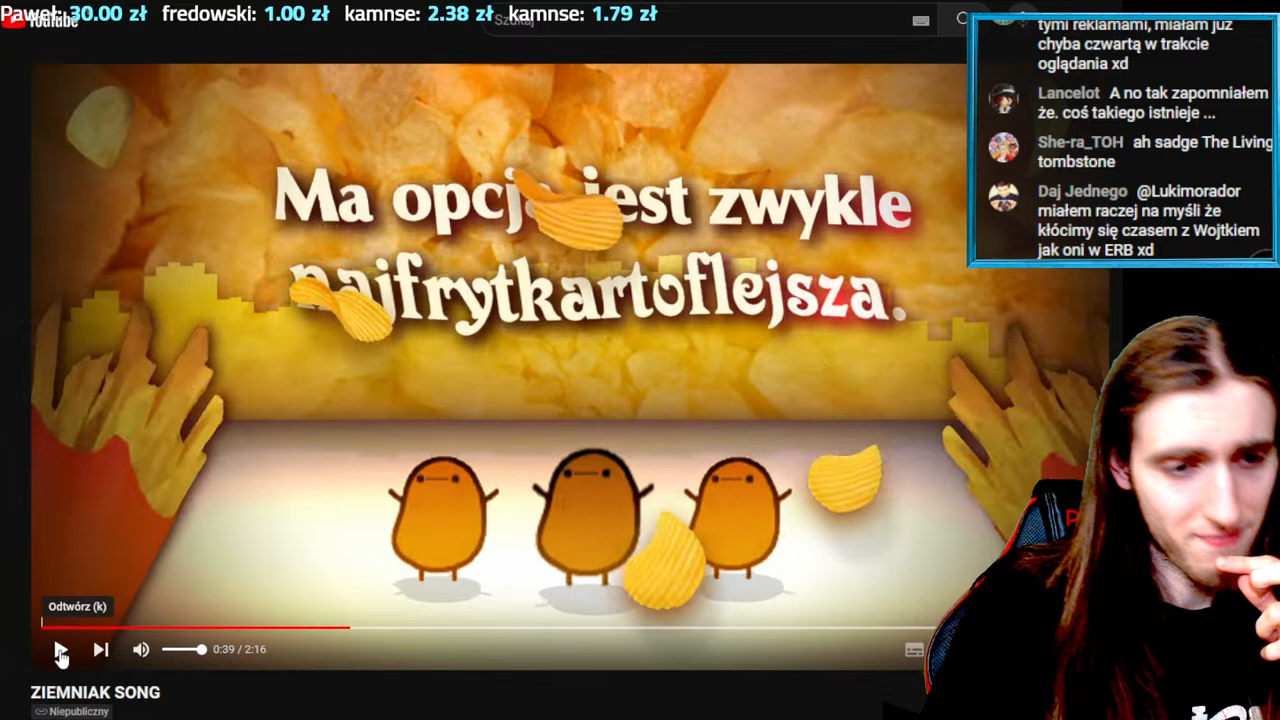 Paweł: 30.00 zł fredowski: 1.00 zł kamnse: 2.38 zł kamnse: 1.79 zł
YouTube
Szukaj
tymi reklamami, miałam już
chyba czwartą w trakcie
oglądania xd
Lancelot A no tak zapomniałem
że. coś takiego istnieje ...
She-ra_TOH ah sadge The Living
tombstone
Daj Jednego @Lukimorador
miałem raczej na myśli że
kłócimy się czasem z Wojtkiem
jak oni w ERB xd
Ma opcja jest zwykle
najfrytkartoflejsza.
Odtwórz (k)
0:39 / 2:16
ZIEMNIAK SONG
Niepubliczny